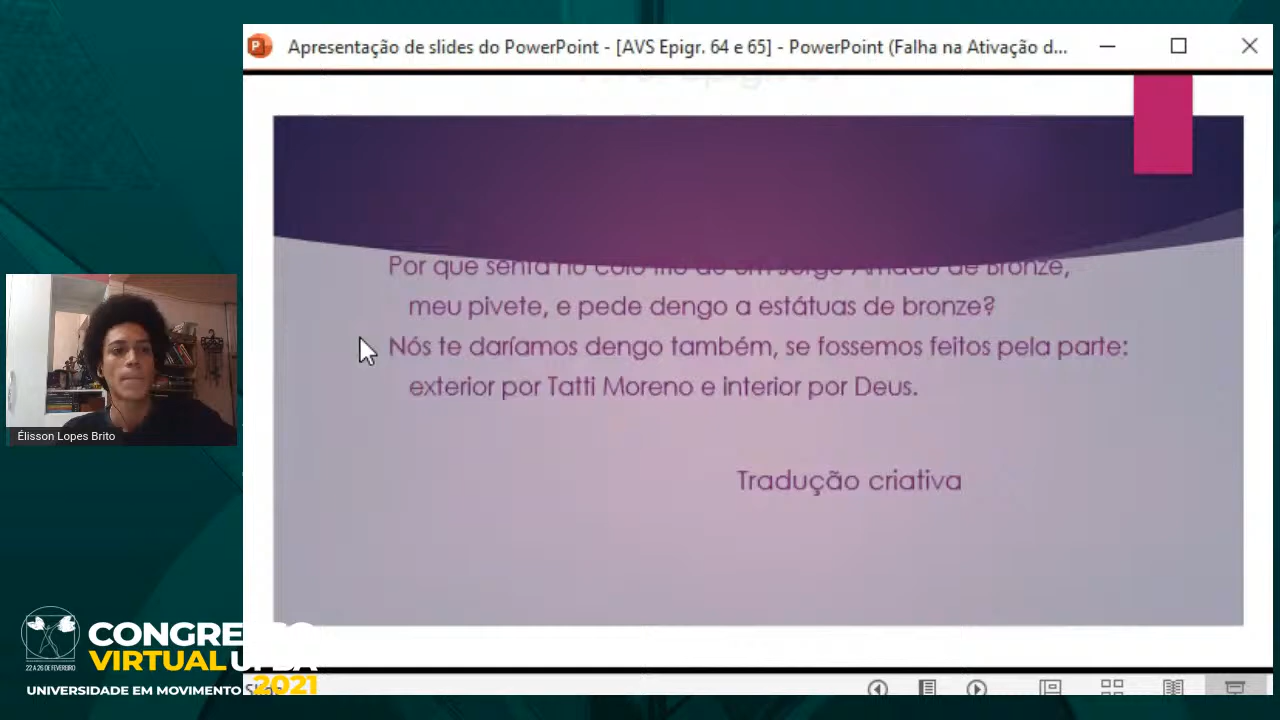 Apresentação de slides do PowerPoint - [AVS Epigr. 64 e 65] - PowerPoint (Falha na Ativação d...
Por que senta no colo frio de um Jorge Amado de Bronze,
meu pivete, e pede dengo a estátuas de bronze?
Nós te daríamos dengo também, se fossemos feitos pela parte:
exterior por Tatti Moreno e interior por Deus.
Tradução criativa
Élisson Lopes Brito
CONGRESSO
22 A 26 DE FEVEREIRO
VIRTUAL UFBA
2021
UNIVERSIDADE EM MOVIMENTO